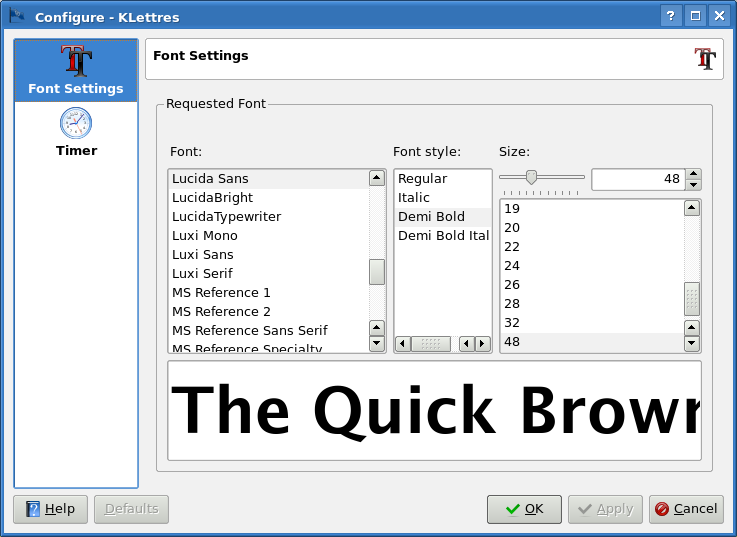 Configure - KLettres
Font Settings
Timer
Font Settings
Requested Font
Font:
Lucida Sans
LucidaBright
LucidaTypewriter
Luxi Mono
Luxi Sans
Luxi Serif
MS Reference 1
MS Reference 2
MS Reference Sans Serif
MS Reference Specialty
Font style:
Regular
Italic
Demi Bold
Demi Bold Ital
Size:
48
19
20
22
24
26
28
32
48
The Quick Brown
Help
Defaults
OK
Apply
Cancel